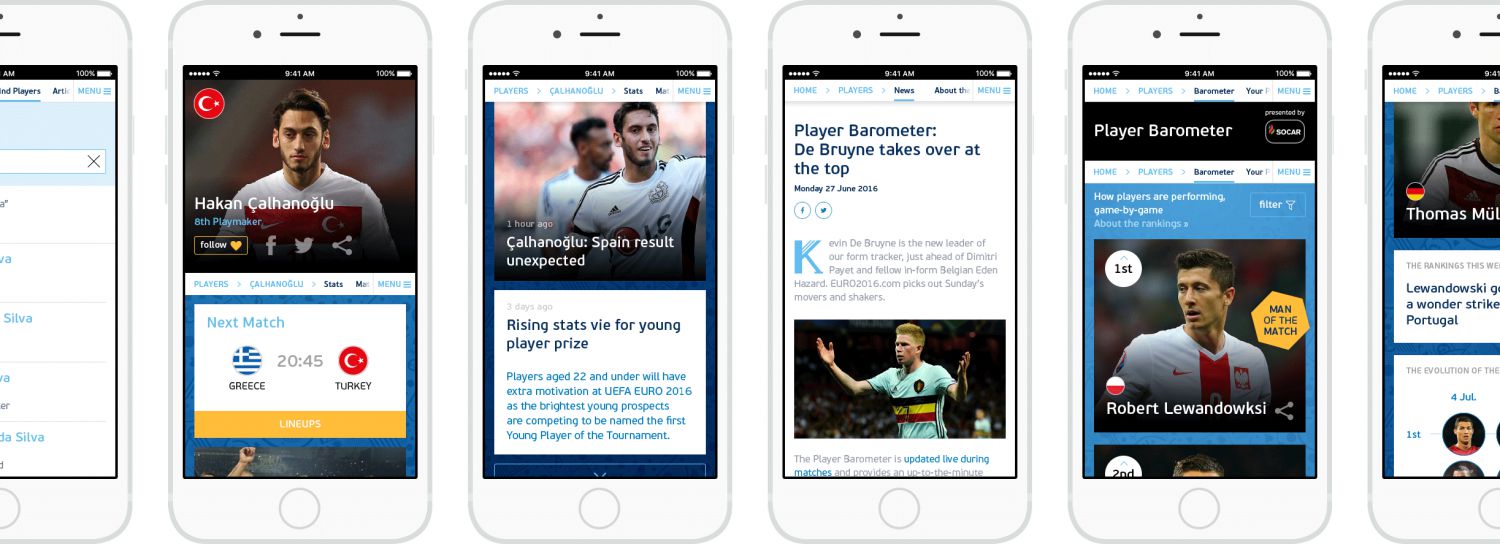 AM 100%
nd Players Artic MENU
a"
va
Silva
va
er
da Silva
d
9:41 AM 100%
Hakan Çalhanoğlu
8th Playmaker
follow
PLAYERS > ÇALHANOĞLU > Stats Mat MENU
Next Match
20:45
GREECE TURKEY
LINEUPS
9:41 AM 100%
PLAYERS > ÇALHANOĞLU > Stats Mat MENU
1 hour ago
Çalhanoğlu: Spain result
unexpected
3 days ago
Rising stats vie for young
player prize
Players aged 22 and under will have
extra motivation at UEFA EURO 2016
as the brightest young prospects
are competing to be named the first
Young Player of the Tournament.
9:41 AM 100%
HOME > PLAYERS > News About the MENU
Player Barometer:
De Bruyne takes over at
the top
Monday 27 June 2016
Kevin De Bruyne is the new leader of
our form tracker, just ahead of Dimitri
Payet and fellow in-form Belgian Eden
Hazard. EURO2016.com picks out Sunday's
movers and shakers.
The Player Barometer is updated live during
matches and provides an up-to-the-minute
9:41 AM 100%
HOME > PLAYERS > Barometer Your P MENU
presented by
Player Barometer
SOCAR
HOME > PLAYERS > Barometer Your P MENU
How players are performing,
game-by-game
filter
About the rankings »
1st
MAN
OF THE
MATCH
Robert Lewandowksi
2nd
9:41
HOME > PLAYERS > B
Thomas Mül
THE RANKINGS THIS WE
Lewandowski go
a wonder strike
Portugal
THE EVOLUTION OF THE
4 Jul.
1st